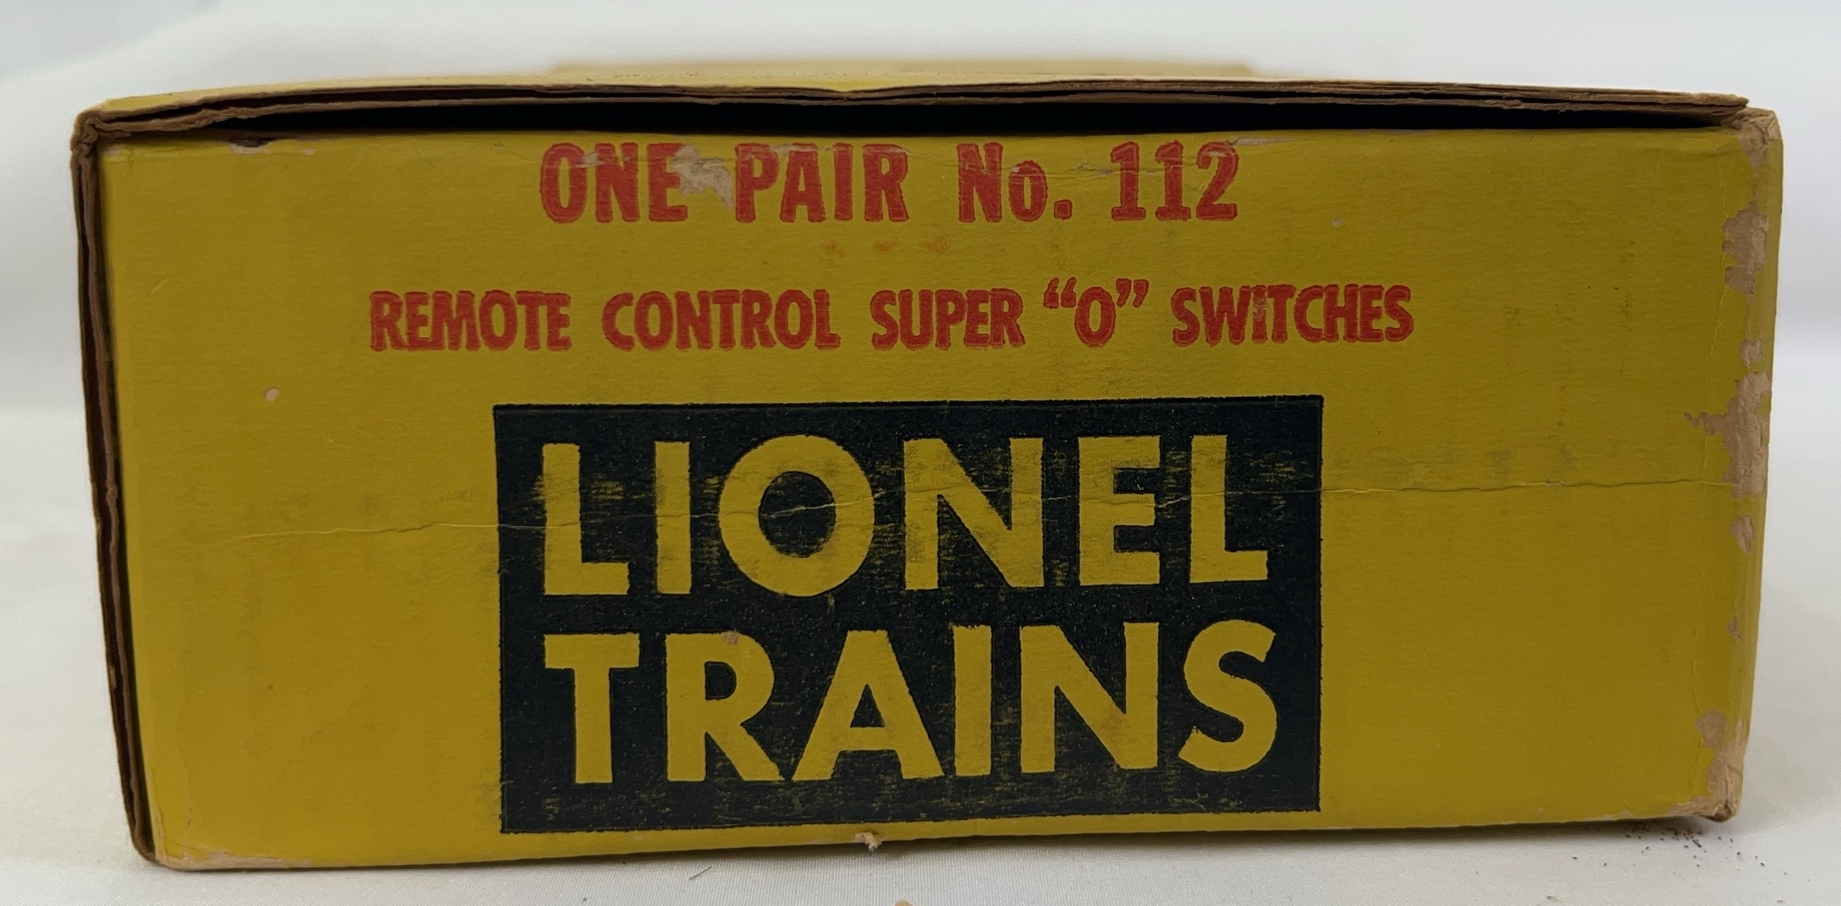 ONE PAIR No. 112
REMOTE CONTROL SUPER “O” SWITCHES
LIONEL
TRAINS